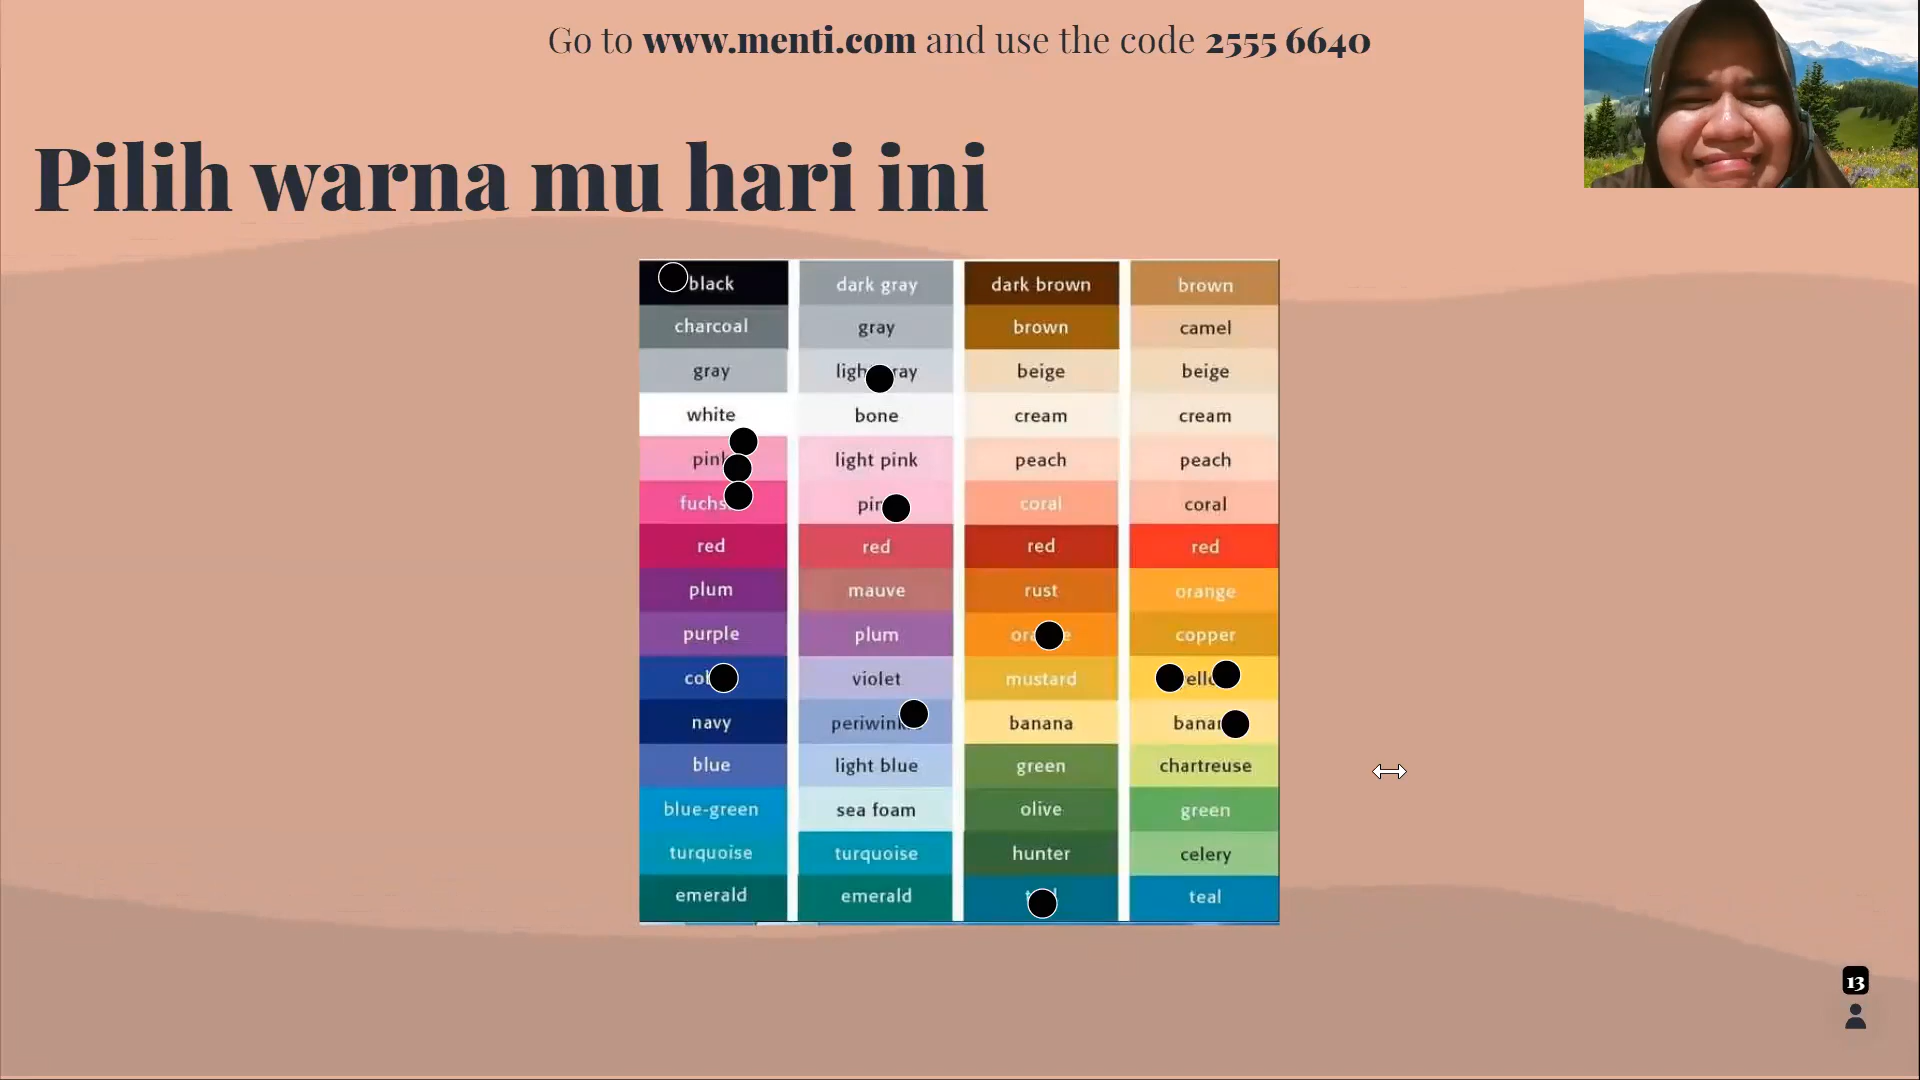 Go to www.menti.com and use the code 2555 6640
Pilih warna mu hari ini
black dark gray dark brown brown
charcoal gray brown camel
gray beige beige
white bone cream cream
light pink peach peach
coral coral
red red red red
plum mauve rust orange
purple plum copper
violet mustard
navy banana
blue light blue green chartreuse
blue-green sea foam olive green
turquoise turquoise hunter celery
emerald emerald teal
13